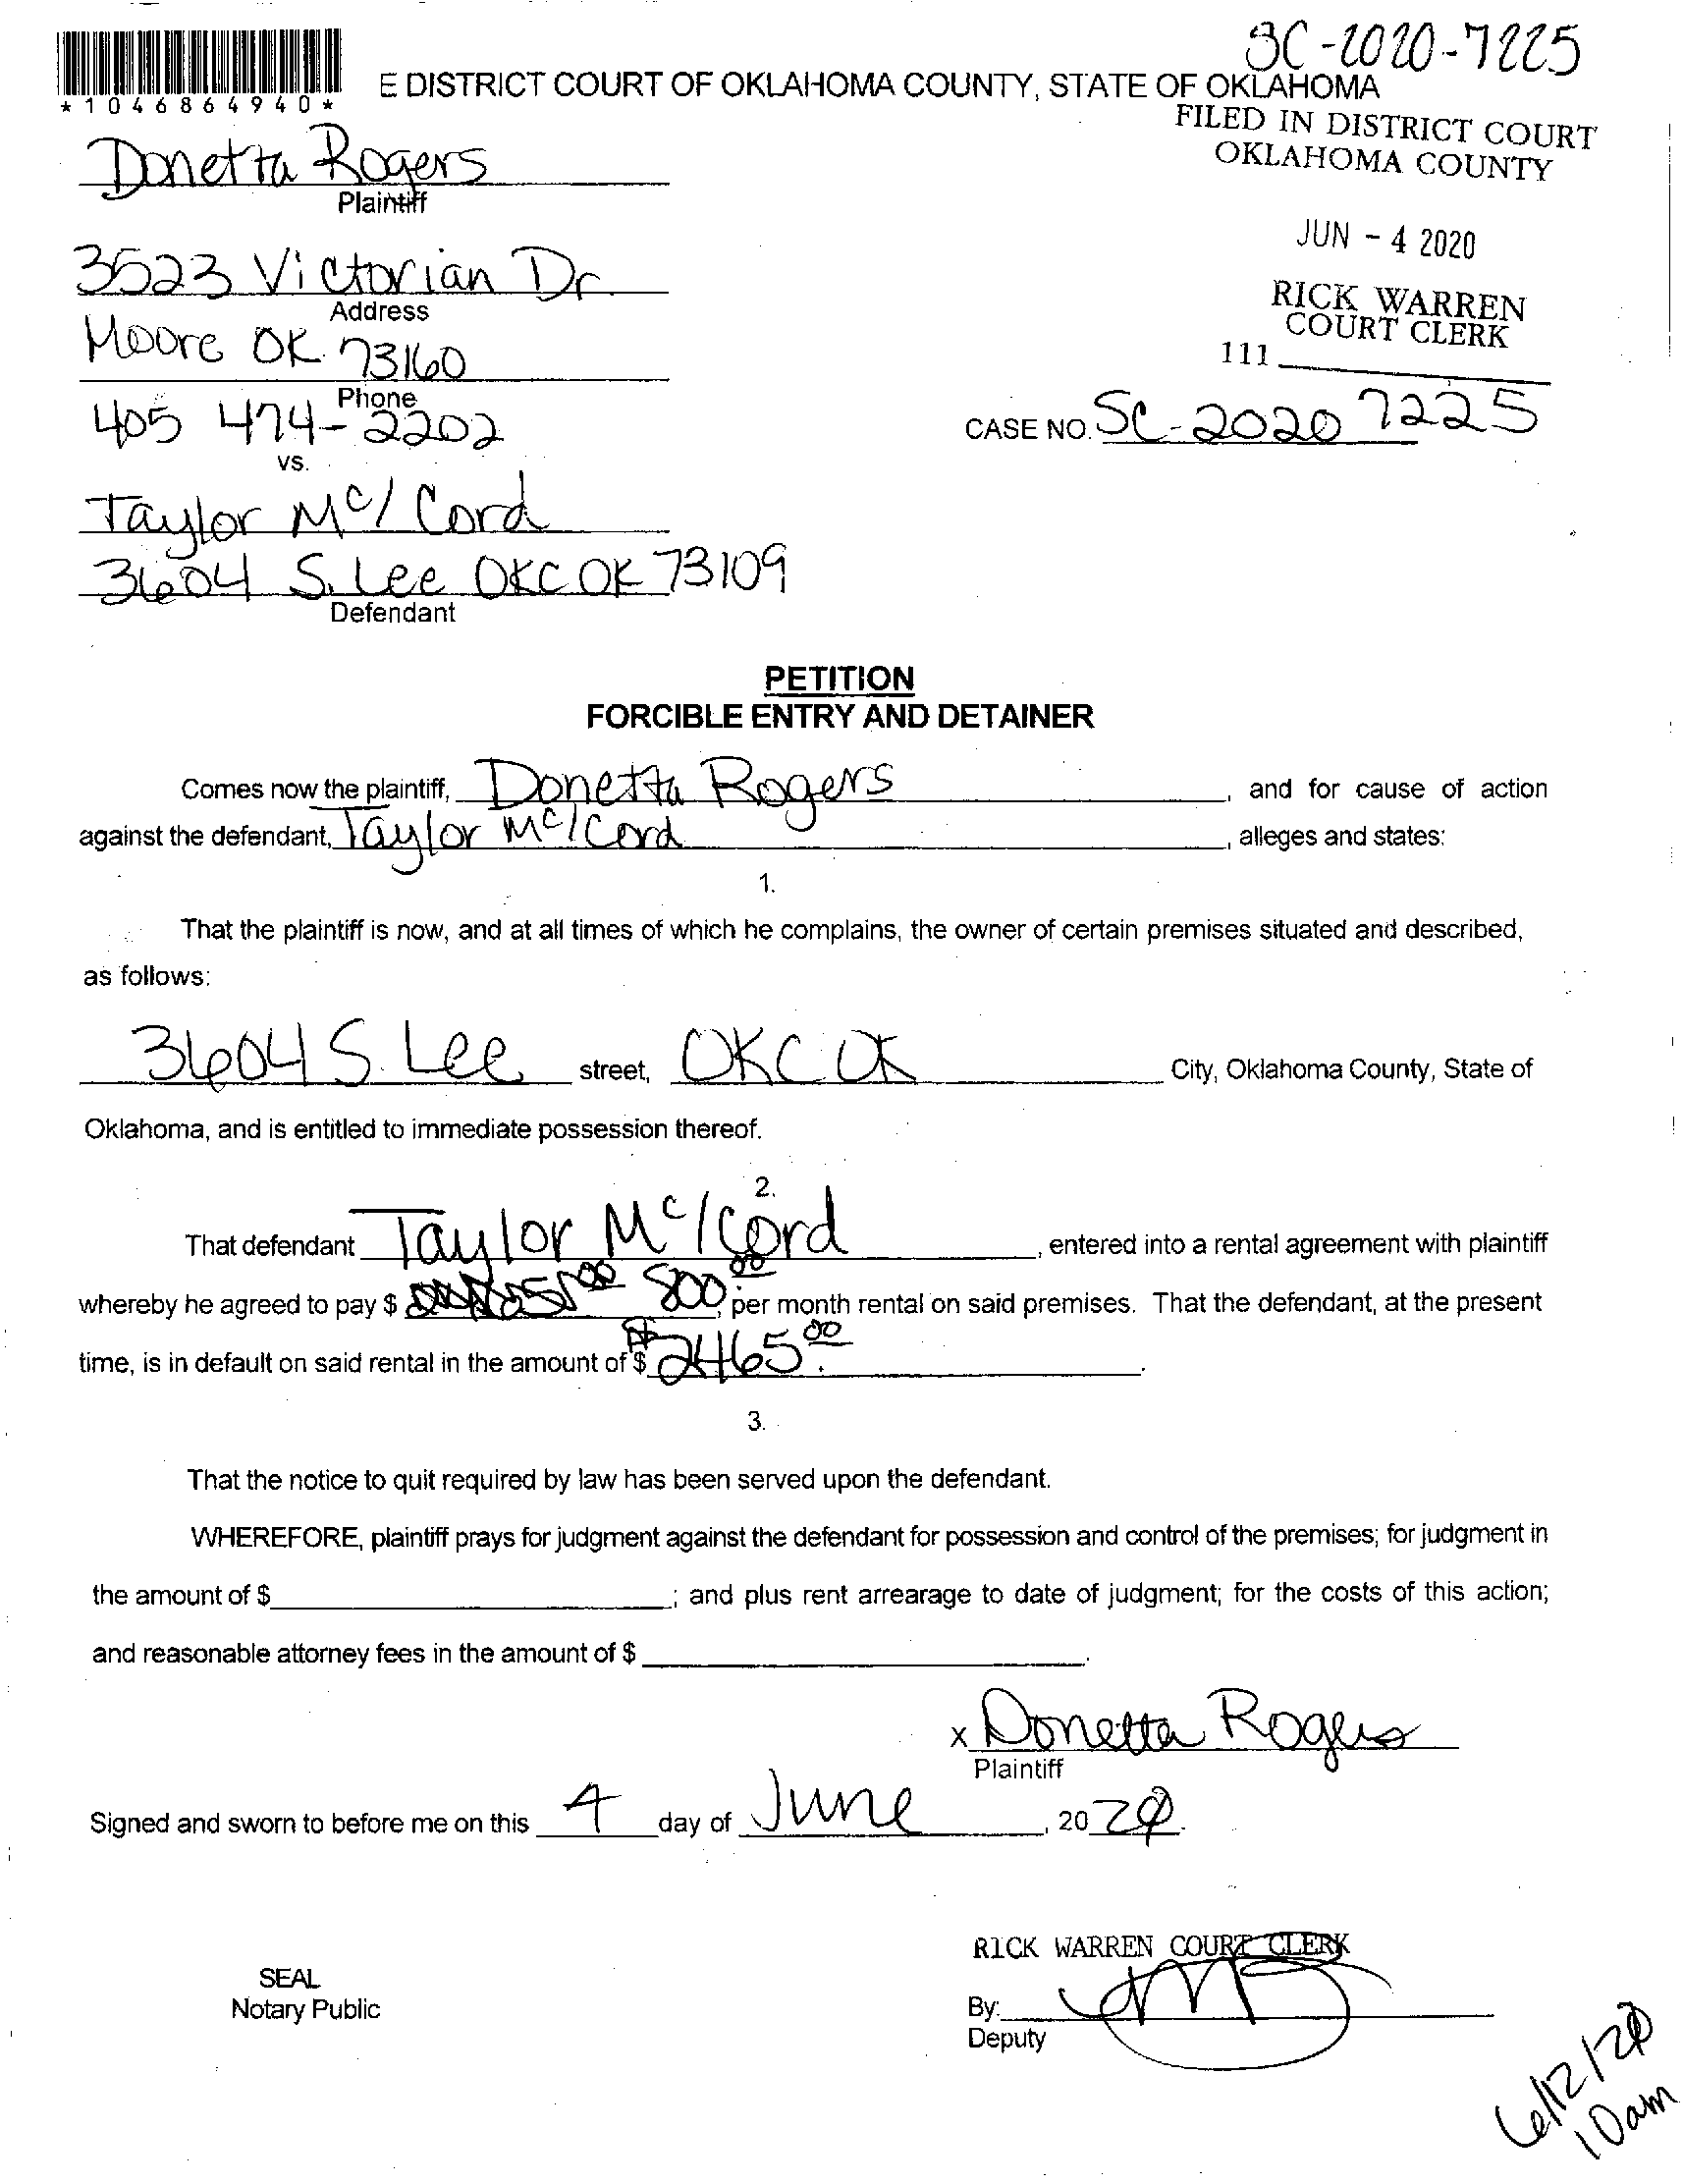 SC-2020-7225
*1046864940*
E DISTRICT COURT OF OKLAHOMA COUNTY, STATE OF OKLAHOMA
FILED IN DISTRICT COURT
OKLAHOMA COUNTY
Donetta Rogers
Plaintiff
JUN - 4 2020
3523 Victorian Dr.
Address
RICK WARREN
COURT CLERK
Moore OK 73160
111
Phone
405 474-2202
CASE NO. SC-2020 7225
vs.
Taylor Mc/Cord
3604 S. Lee OKC OK 73109
Defendant
PETITION
FORCIBLE ENTRY AND DETAINER
Comes now the plaintiff, Donetta Rogers, and for cause of action
against the defendant, Taylor Mc/Cord, alleges and states:
1.
That the plaintiff is now, and at all times of which he complains, the owner of certain premises situated and described,
as follows:
3604 S. Lee street, OKC OK City, Oklahoma County, State of
Oklahoma, and is entitled to immediate possession thereof.
2.
That defendant Taylor Mc/Cord, entered into a rental agreement with plaintiff
whereby he agreed to pay $ 800.00, per month rental on said premises. That the defendant, at the present
time, is in default on said rental in the amount of $ $2465.00.
3.
That the notice to quit required by law has been served upon the defendant.
WHEREFORE, plaintiff prays for judgment against the defendant for possession and control of the premises; for judgment in
the amount of $ ; and plus rent arrearage to date of judgment; for the costs of this action;
and reasonable attorney fees in the amount of $ .
x Donetta Rogers
Plaintiff
Signed and sworn to before me on this 4 day of June, 2020.
RICK WARREN COURT CLERK
SEAL
Notary Public
By:
Deputy
6/12/20
10am